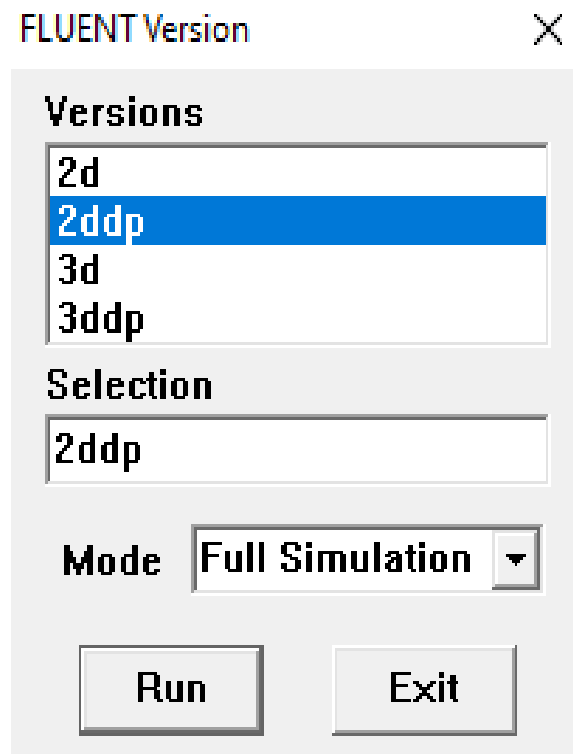 FLUENT Version
Versions
2d
2ddp
3d
3ddp
Selection
2ddp
Mode Full Simulation
Run Exit